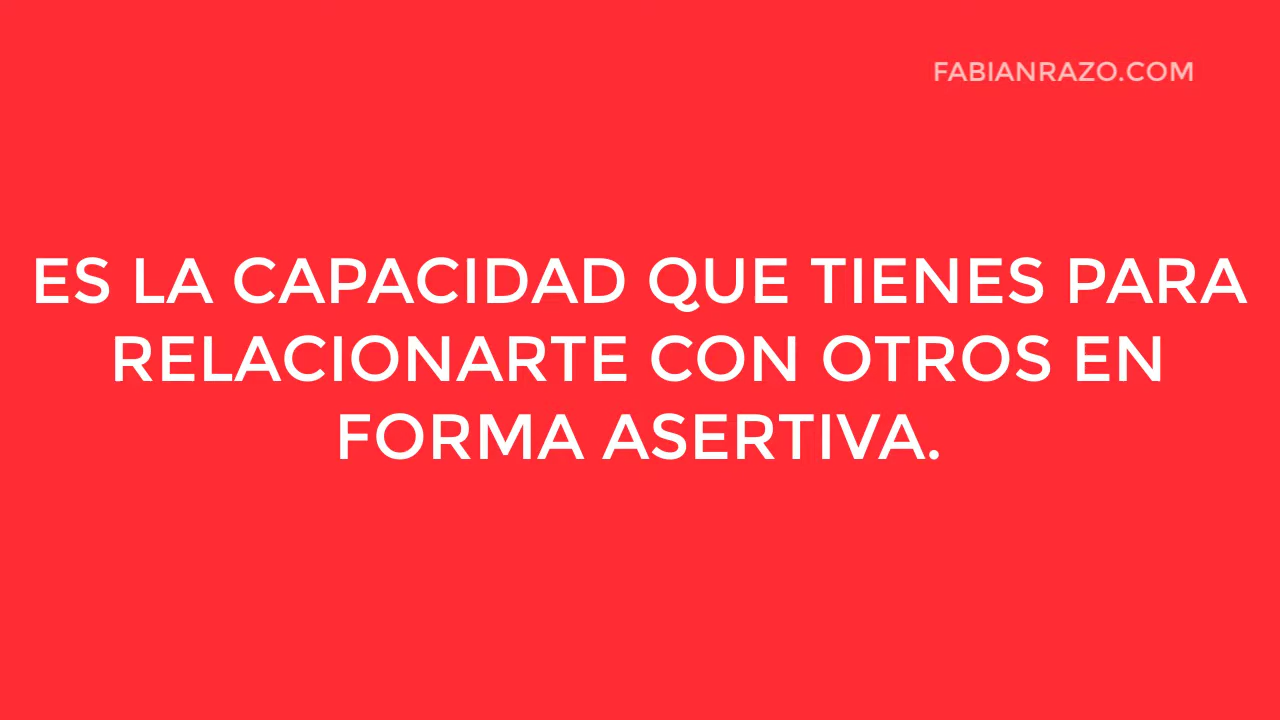 FABIANRAZO.COM
ES LA CAPACIDAD QUE TIENES PARA
RELACIONARTE CON OTROS EN
FORMA ASERTIVA.